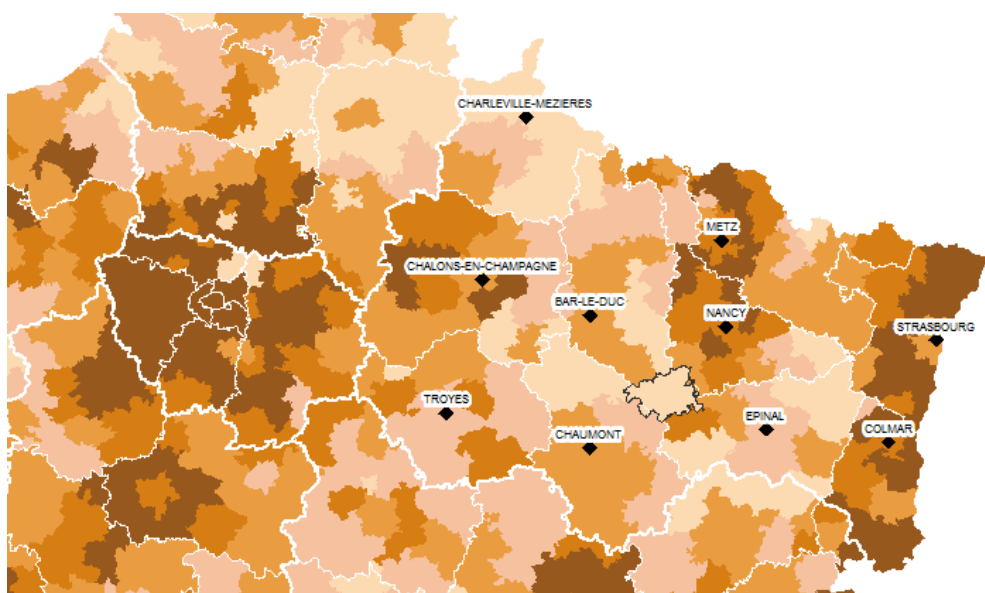 CHARLEVILLE-MEZIERES
METZ
CHALONS-EN-CHAMPAGNE
BAR-LE-DUC
NANCY
STRASBOURG
TROYES
EPINAL
CHAUMONT
COLMAR